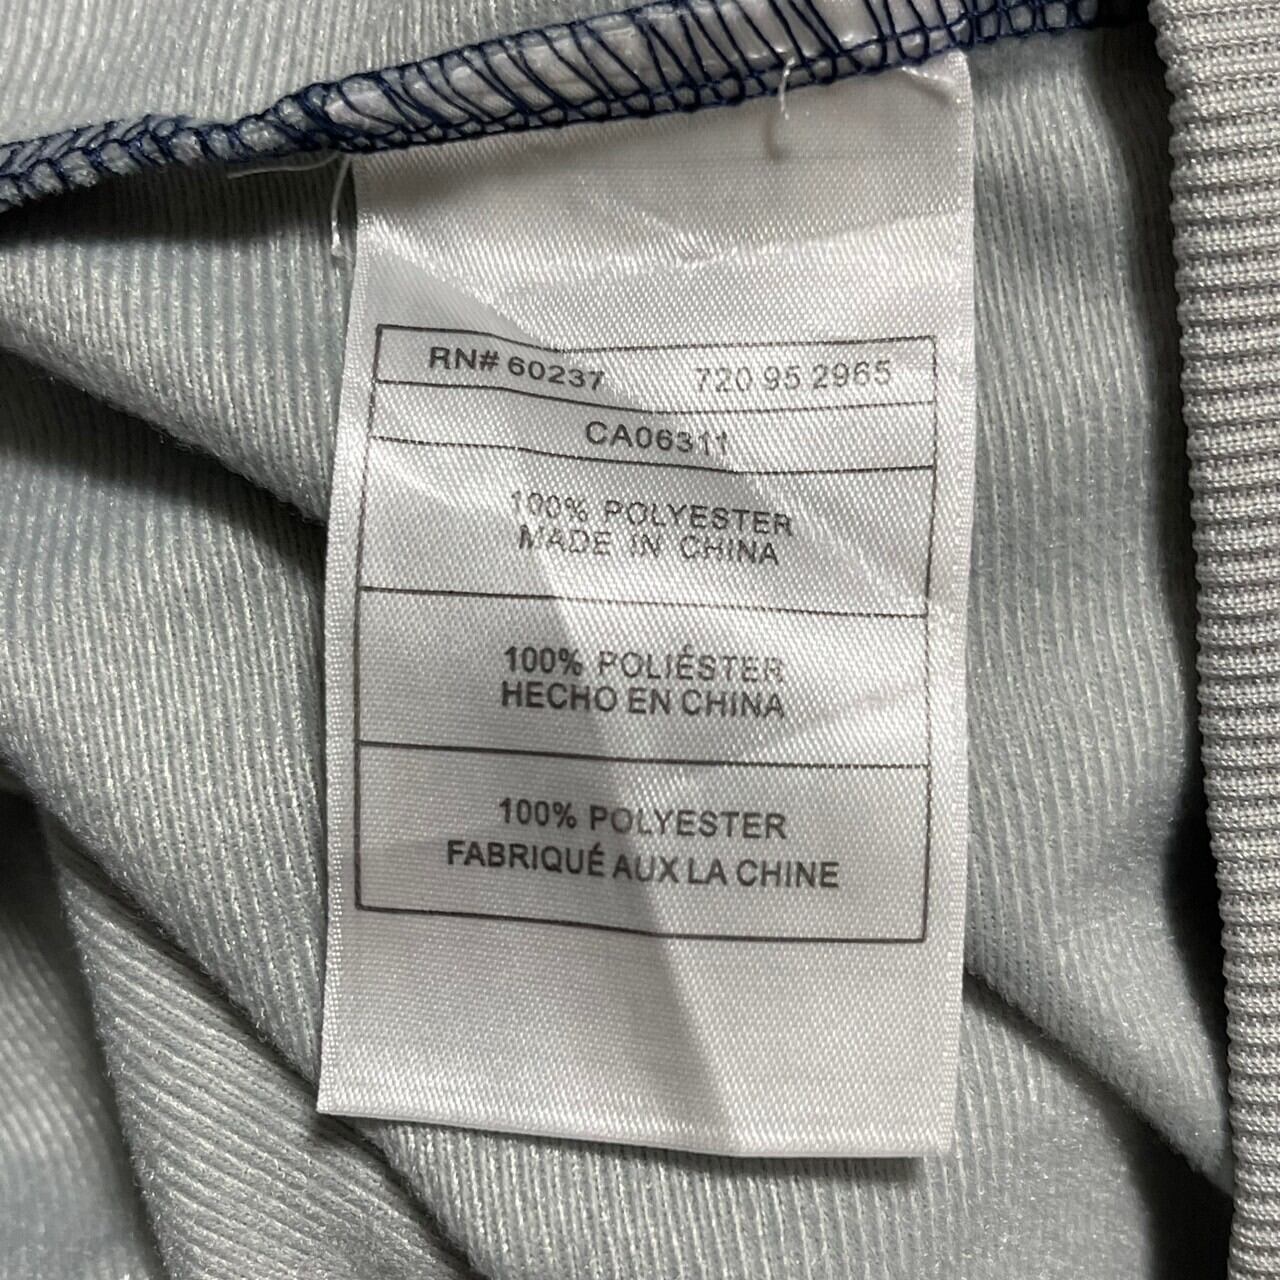 RN# 60237 720 95 2965
CA06311
100% POLYESTER
MADE IN CHINA
100% POLIÉSTER
HECHO EN CHINA
100% POLYESTER
FABRIQUÉ AUX LA CHINE